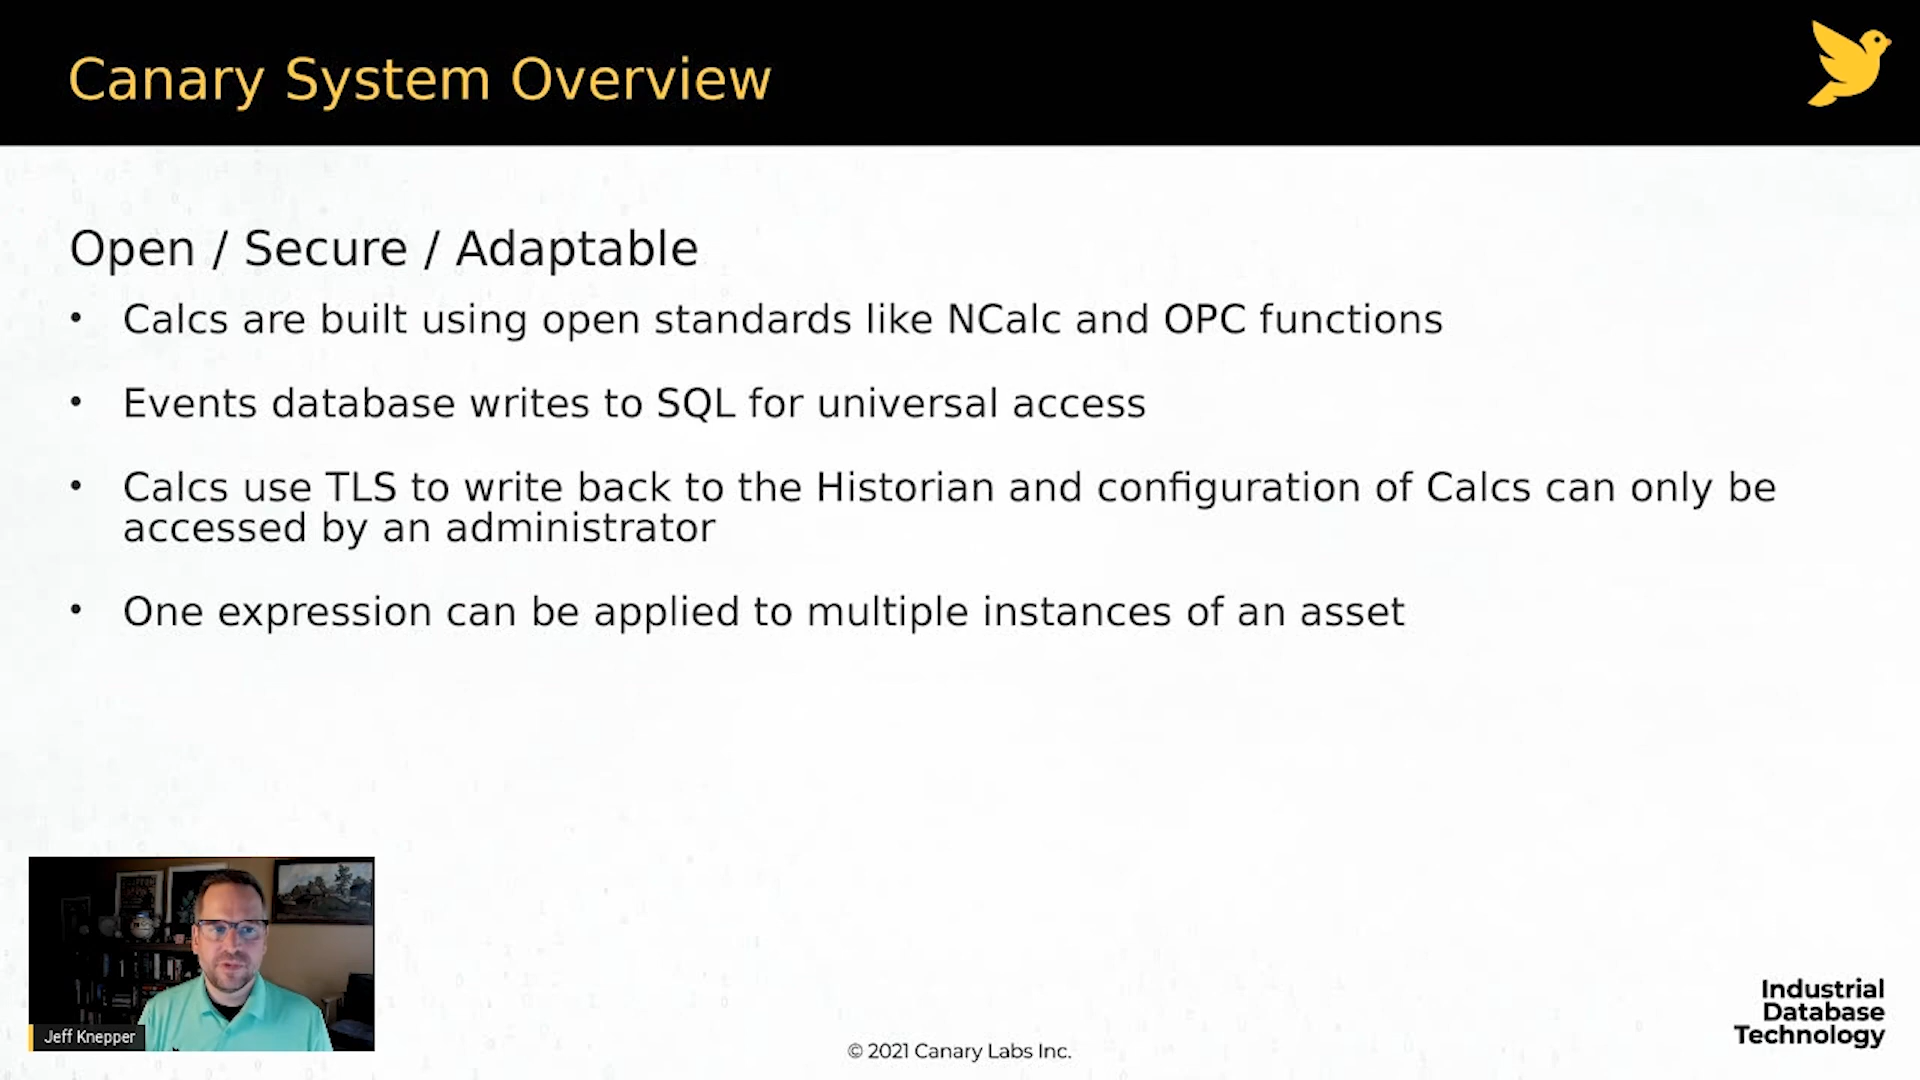 Canary System Overview
Open / Secure / Adaptable
• Calcs are built using open standards like NCalc and OPC functions
• Events database writes to SQL for universal access
• Calcs use TLS to write back to the Historian and configuration of Calcs can only be
accessed by an administrator
• One expression can be applied to multiple instances of an asset
Jeff Knepper
© 2021 Canary Labs Inc.
Industrial
Database
Technology